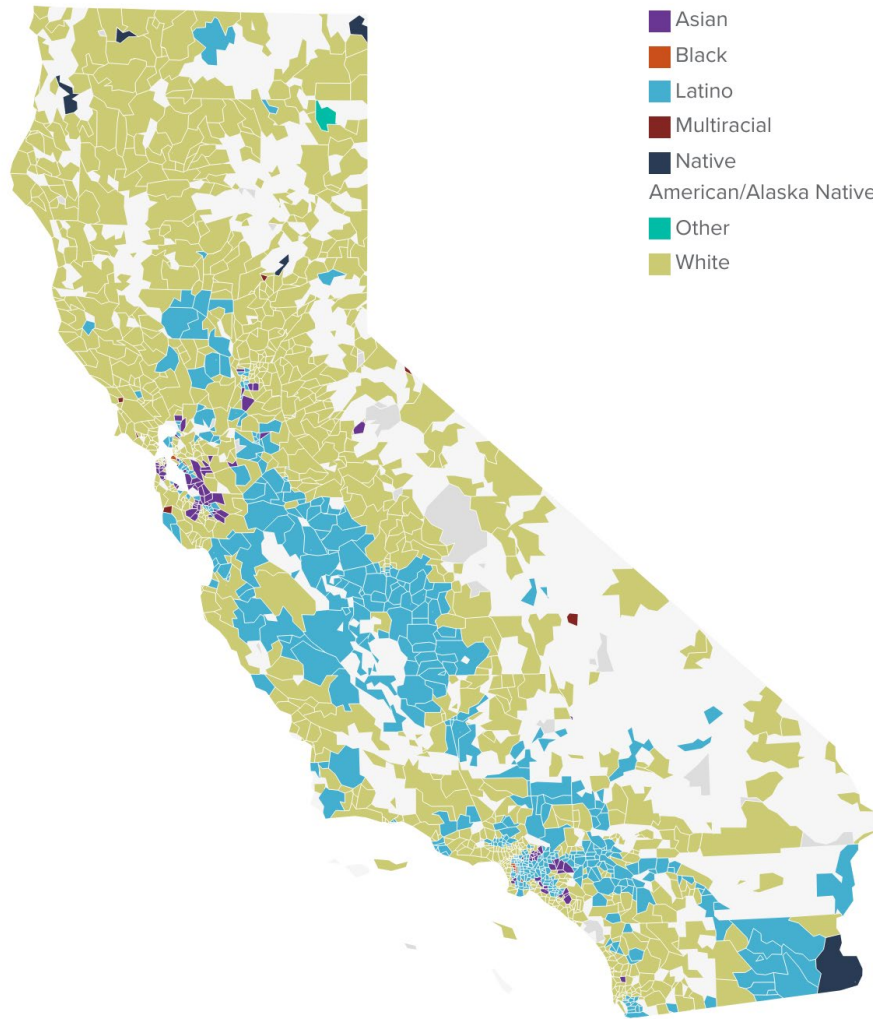 Asian
Black
Latino
Multiracial
Native
American/Alaska Native
Other
White